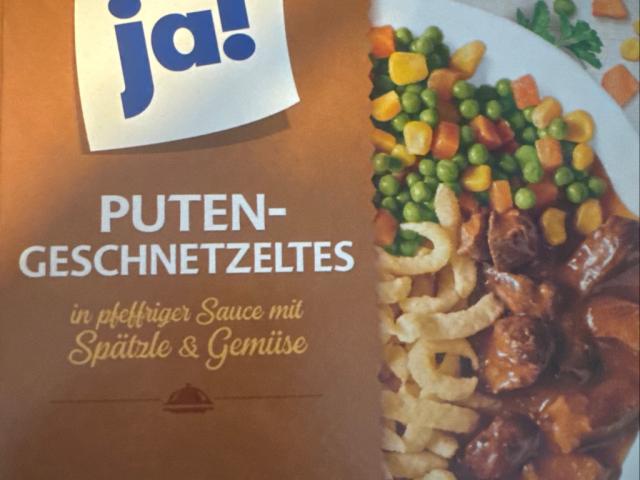 ja!
PUTEN-
GESCHNETZELTES
in pfeffriger Sauce mit
Spätzle & Gemüse